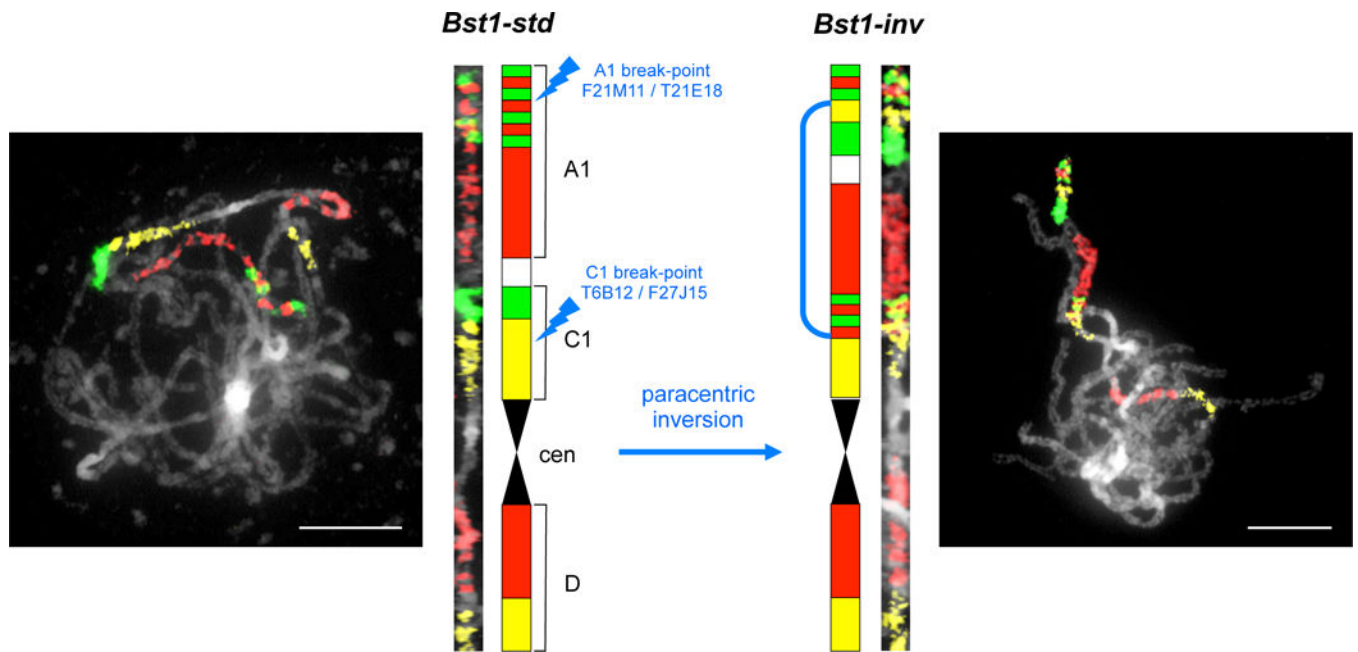 Bst1-std
Bst1-inv
A1 break-point
F21M11 / T21E18
A1
C1 break-point
T6B12 / F27J15
C1
paracentric
inversion
cen
D